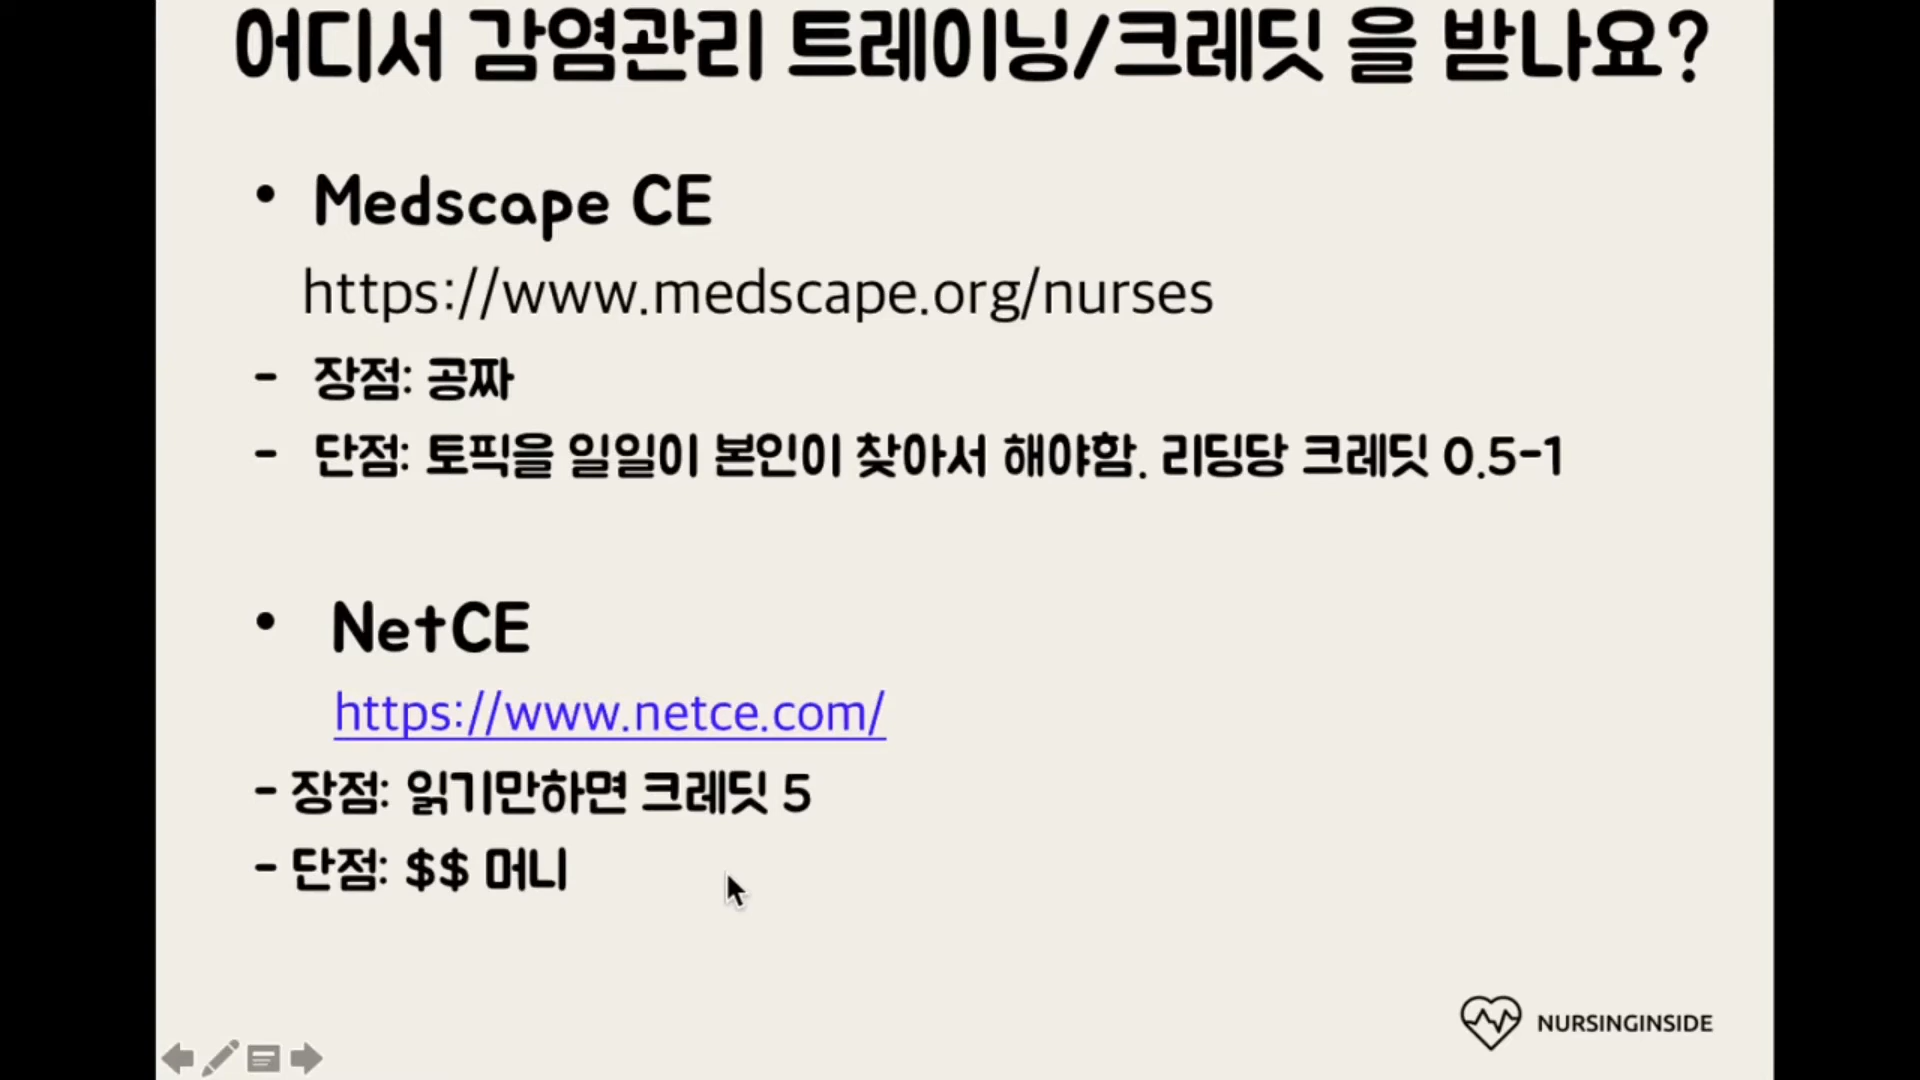 어디서 감염관리 트레이닝/크레딧 을 받나요?
• Medscape CE
https://www.medscape.org/nurses
- 장점: 공짜
- 단점: 토픽을 일일이 본인이 찾아서 해야함. 리딩당 크레딧 0.5-1
• NetCE
https://www.netce.com/
- 장점: 읽기만하면 크레딧 5
- 단점: $$ 머니
NURSINGINSIDE